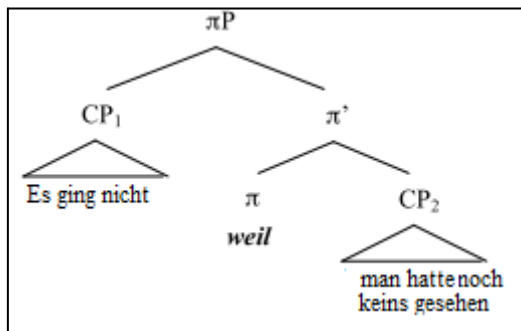 πP
CP₁ π’
Es ging nicht π CP₂
weil
man hatte noch
keins gesehen